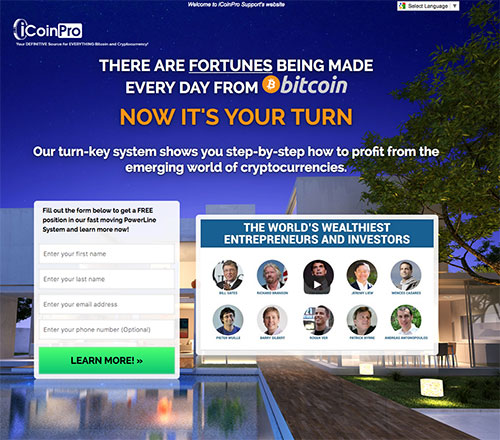 Welcome to iCoinPro Support's website
Select Language
iCoinPro
Your DEFINITIVE Source for EVERYTHING Bitcoin and Cryptocurrency!
THERE ARE FORTUNES BEING MADE
EVERY DAY FROM bitcoin
NOW IT'S YOUR TURN
Our turn-key system shows you step-by-step how to profit from the
emerging world of cryptocurrencies.
Fill out the form below to get a FREE
position in our fast moving PowerLine
System and learn more now!
Enter your first name
Enter your last name
Enter your email address
Enter your phone number (Optional)
LEARN MORE! »
THE WORLD'S WEALTHIEST
ENTREPRENEURS AND INVESTORS
BILL GATES RICHARD BRANSON JEREMY LIEW WENCES CASARES
PIETER WUILLE BARRY SILBERT ROGER VER PATRICK BYRNE ANDREAS ANTONOPOULOS